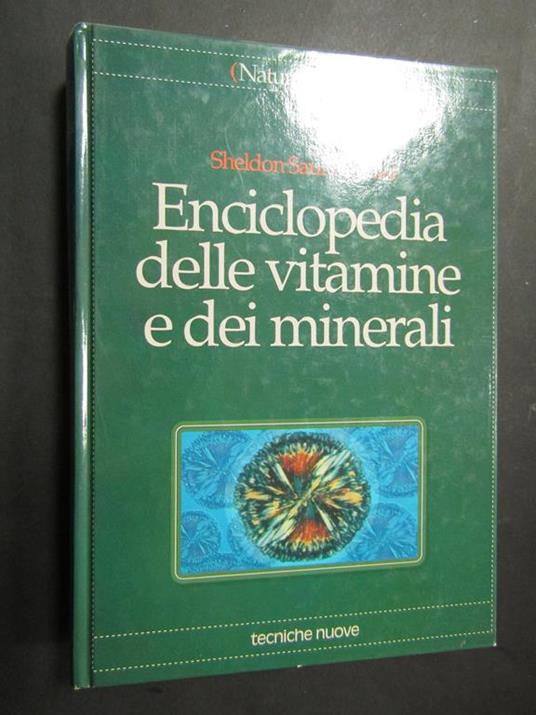 Sheldon
Enciclopedia
delle vitamine
e dei minerali
tecniche nuove